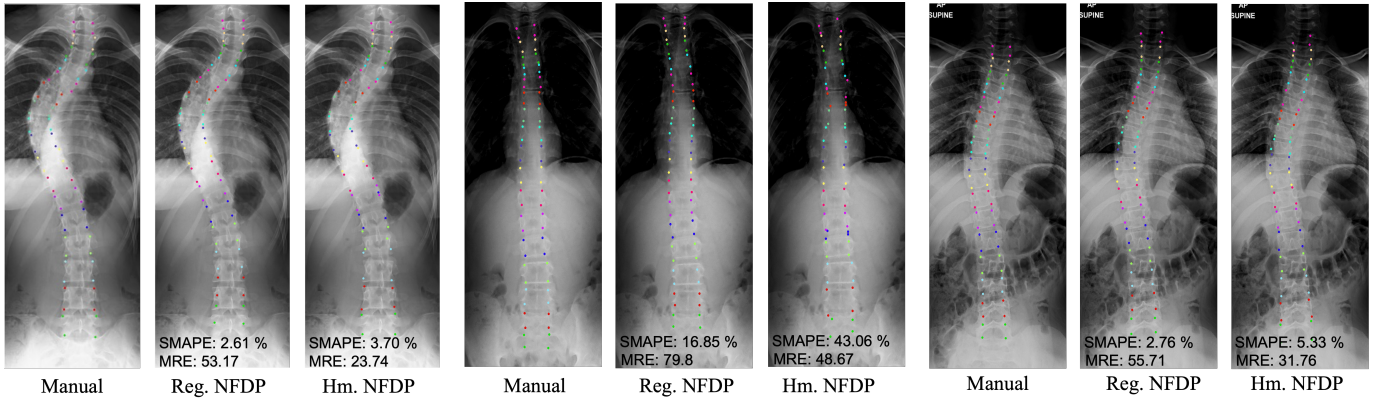 AP
SUPINE
AP
SUPINE
AP
SUPINE
SMAPE: 2.61 %
MRE: 53.17
SMAPE: 3.70 %
MRE: 23.74
SMAPE: 16.85 %
MRE: 79.8
SMAPE: 43.06 %
MRE: 48.67
SMAPE: 2.76 %
MRE: 55.71
SMAPE: 5.33 %
MRE: 31.76
Manual
Reg. NFDP
Hm. NFDP
Manual
Reg. NFDP
Hm. NFDP
Manual
Reg. NFDP
Hm. NFDP